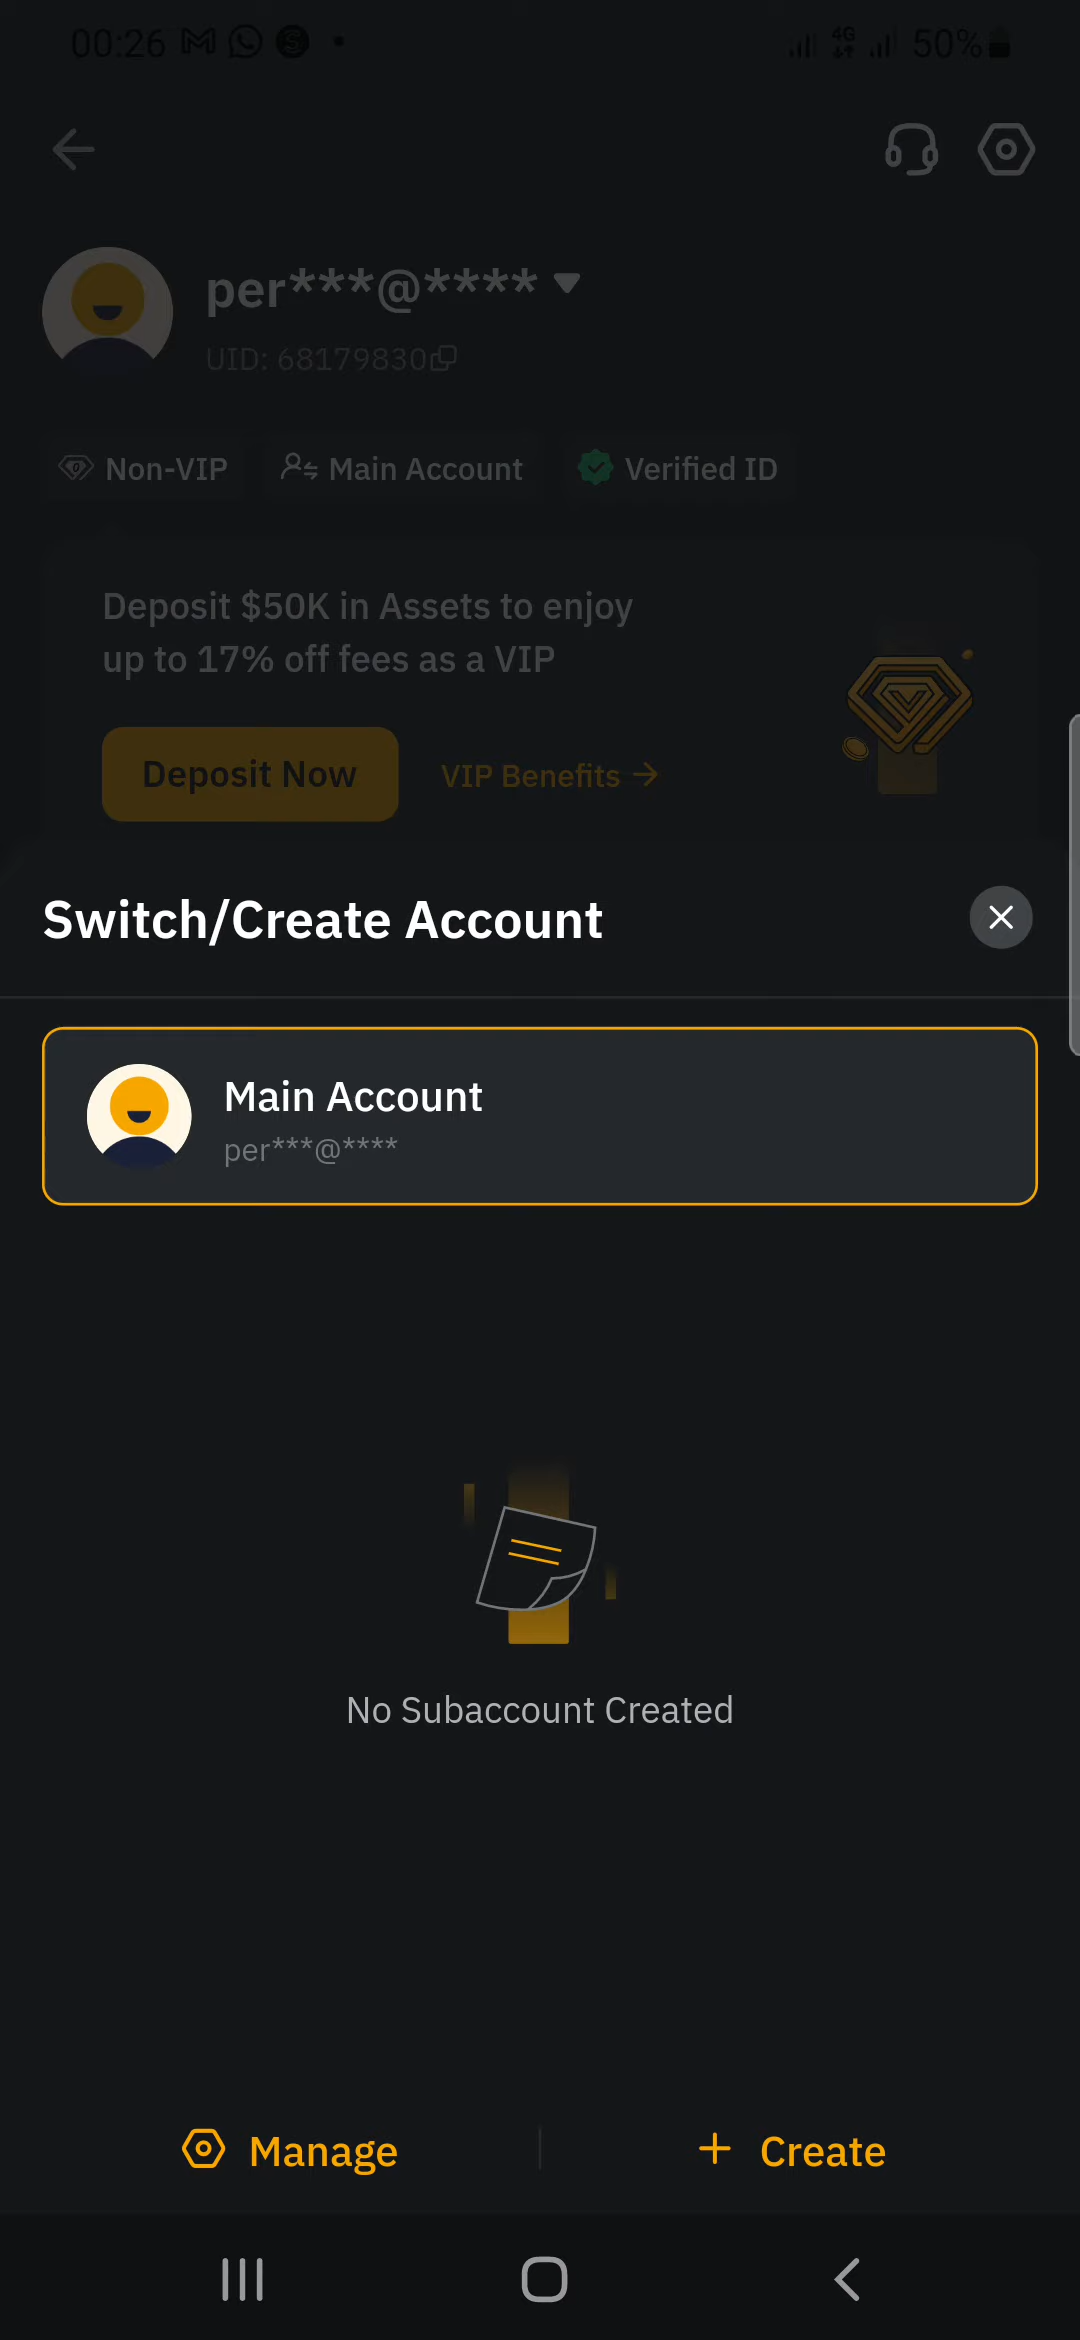 00:26
4G
50%
per***@****
UID: 68179830
Non-VIP
Main Account
Verified ID
Deposit $50K in Assets to enjoy
up to 17% off fees as a VIP
Deposit Now
VIP Benefits
Switch/Create Account
Main Account
per***@****
No Subaccount Created
Manage
Create